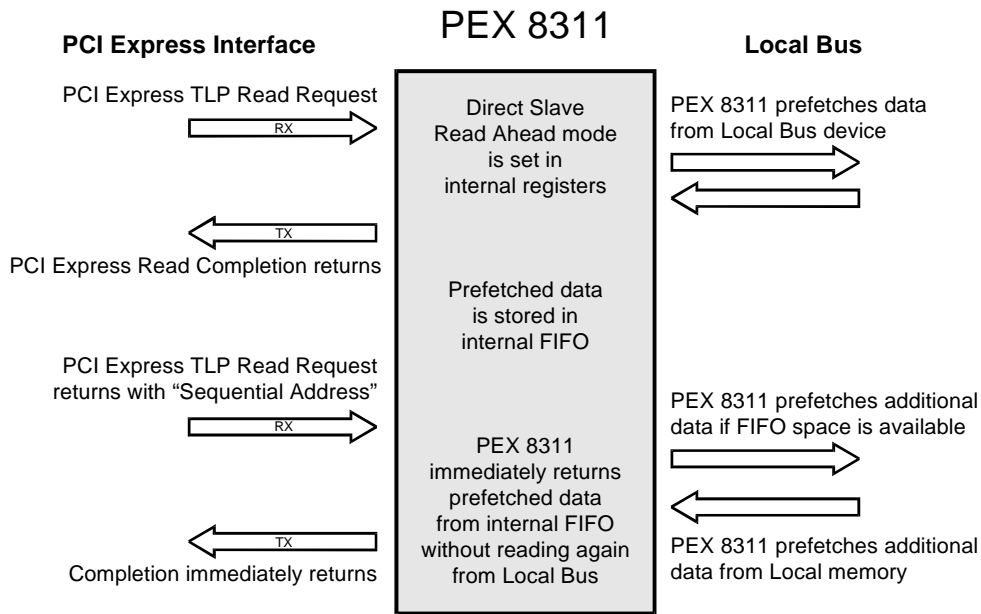 PEX 8311
PCI Express Interface
Local Bus
PCI Express TLP Read Request
RX
TX
PCI Express Read Completion returns
PCI Express TLP Read Request
returns with “Sequential Address”
RX
TX
Completion immediately returns
Direct Slave
Read Ahead mode
is set in
internal registers
Prefetched data
is stored in
internal FIFO
PEX 8311
immediately returns
prefetched data
from internal FIFO
without reading again
from Local Bus
PEX 8311 prefetches data
from Local Bus device
PEX 8311 prefetches additional
data if FIFO space is available
PEX 8311 prefetches additional
data from Local memory